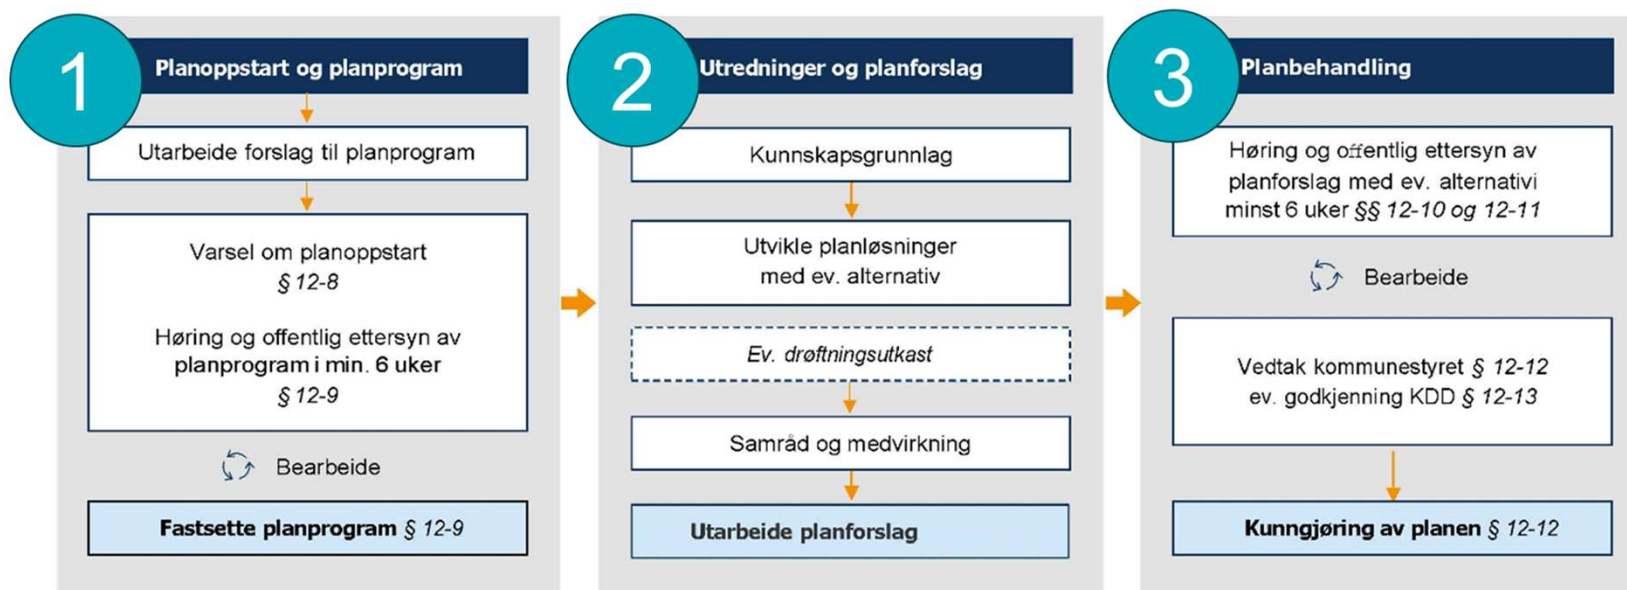 1
Planoppstart og planprogram
Utarbeide forslag til planprogram
Varsel om planoppstart
§ 12-8
Høring og offentlig ettersyn av
planprogram i min. 6 uker
§ 12-9
Bearbeide
Fastsette planprogram § 12-9
2
Utredninger og planforslag
Kunnskapsgrunnlag
Utvikle planløsninger
med ev. alternativ
Ev. drøftningsutkast
Samråd og medvirkning
Utarbeide planforslag
3
Planbehandling
Høring og offentlig ettersyn av
planforslag med ev. alternativi
minst 6 uker §§ 12-10 og 12-11
Bearbeide
Vedtak kommunestyret § 12-12
ev. godkjenning KDD § 12-13
Kunngjøring av planen § 12-12